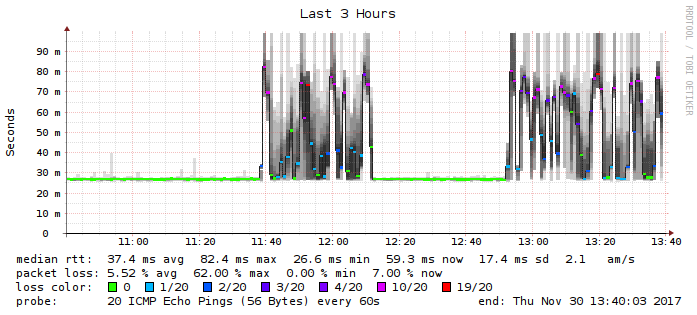 Last 3 Hours
RRDTOOL / TOBI OETIKER
Seconds
90 m
80 m
70 m
60 m
50 m
40 m
30 m
20 m
10 m
0
11:00 11:20 11:40 12:00 12:20 12:40 13:00 13:20 13:40
median rtt: 37.4 ms avg 82.4 ms max 26.6 ms min 59.3 ms now 17.4 ms sd 2.1 am/s
packet loss: 5.52 % avg 62.00 % max 0.00 % min 7.00 % now
loss color: 0 1/20 2/20 3/20 4/20 10/20 19/20
probe: 20 ICMP Echo Pings (56 Bytes) every 60s end: Thu Nov 30 13:40:03 2017